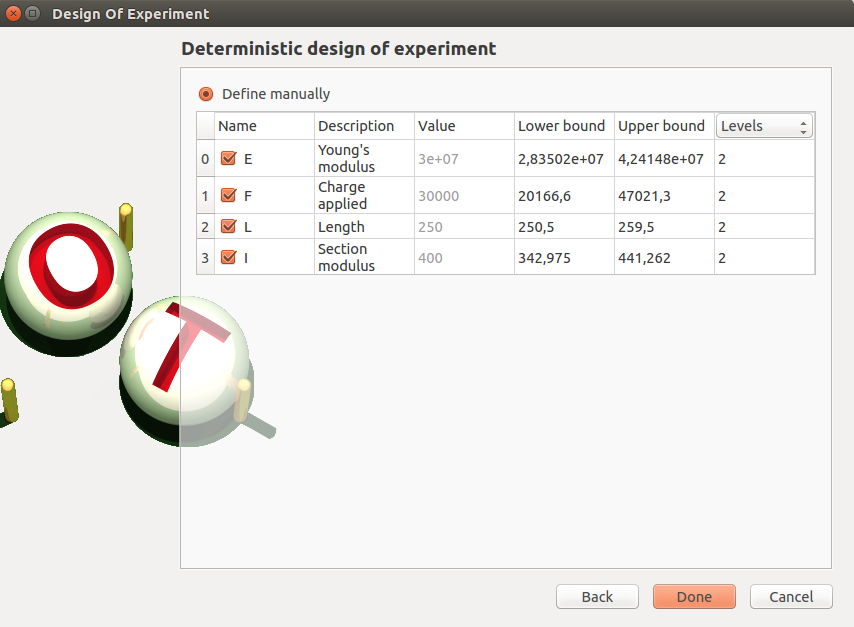 Design Of Experiment
Deterministic design of experiment
Define manually
Name Description Value Lower bound Upper bound Levels
0 E Young's modulus 3e+07 2,83502e+07 4,24148e+07 2
1 F Charge applied 30000 20166,6 47021,3 2
2 L Length 250 250,5 259,5 2
3 I Section modulus 400 342,975 441,262 2
O
T
Back Done Cancel